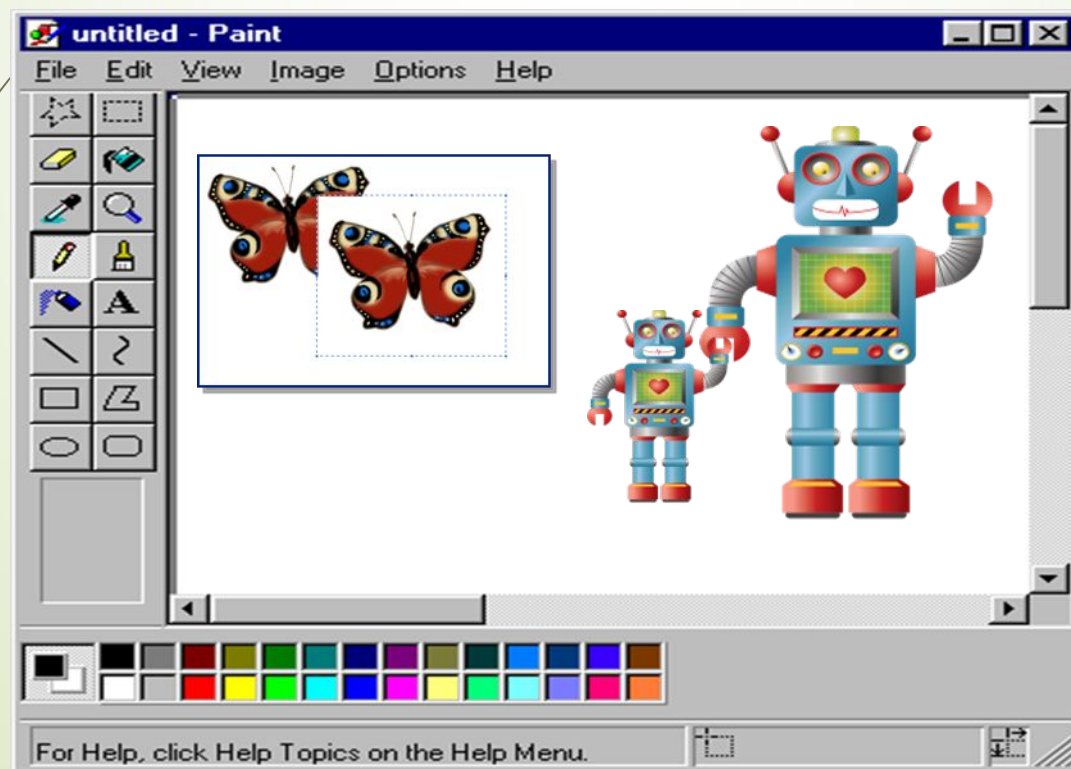 untitled - Paint
File Edit View Image Options Help
A
For Help, click Help Topics on the Help Menu.